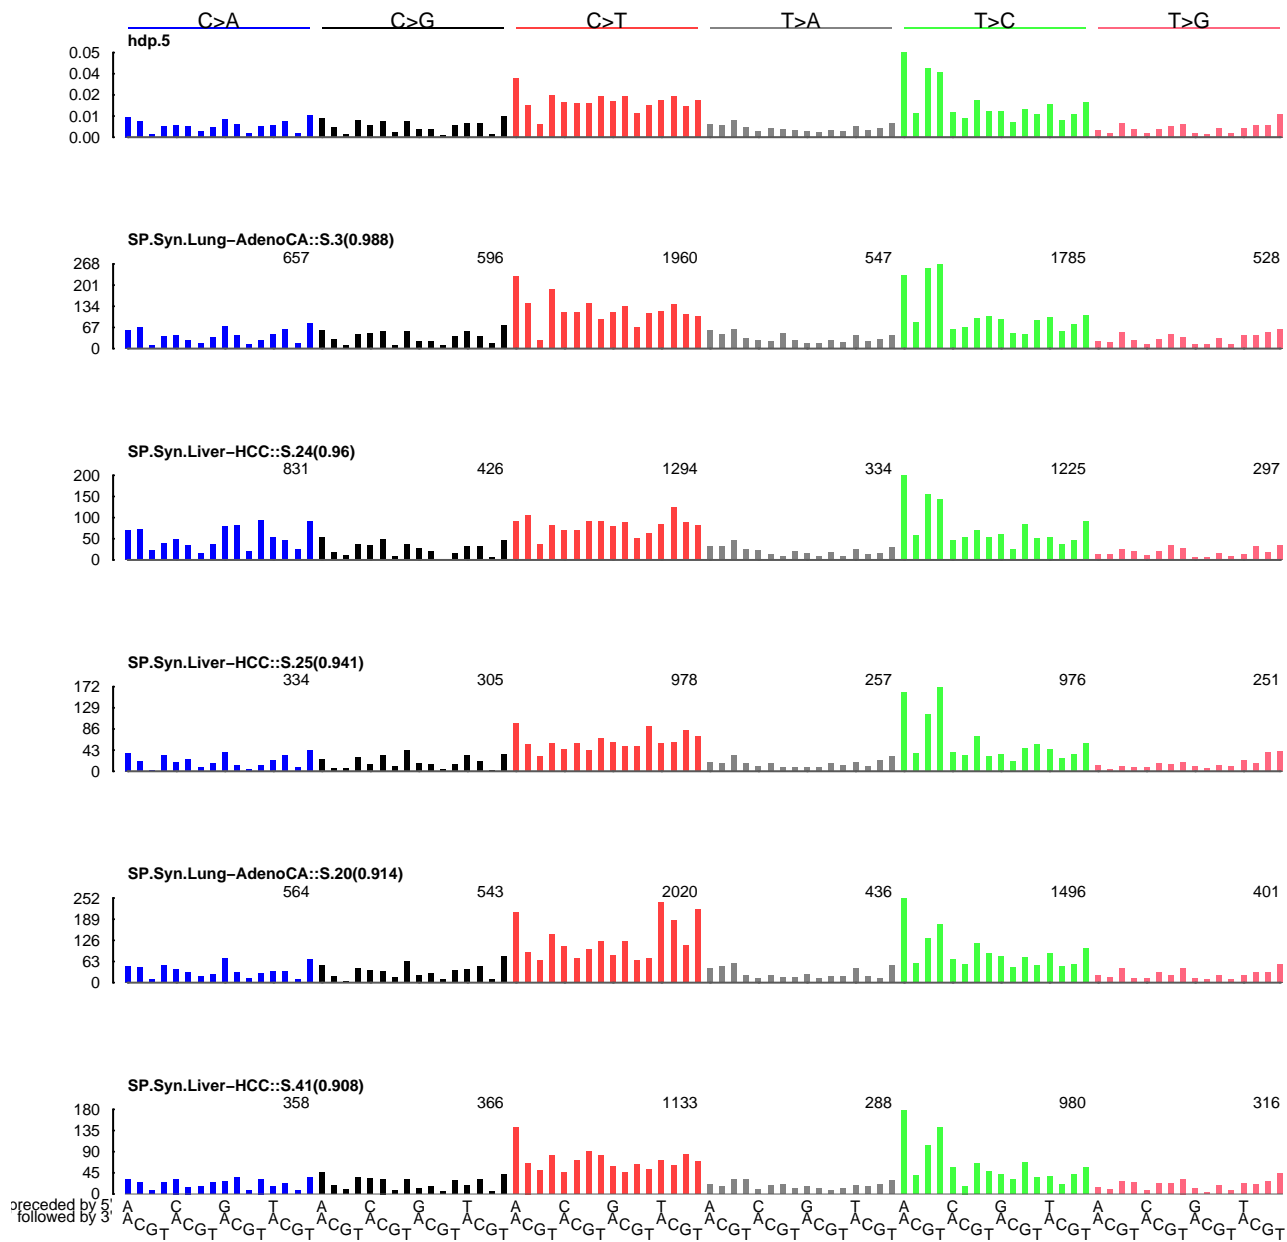 C>A C>G C>T T>A T>C T>G
hdp.5
0.05
0.04
0.02
0.01
0.00
SP.Syn.Lung−AdenoCA::S.3(0.988)
657 596 1960 547 1785 528
268
201
134
67
0
SP.Syn.Liver−HCC::S.24(0.96)
831 426 1294 334 1225 297
200
150
100
50
0
SP.Syn.Liver−HCC::S.25(0.941)
334 305 978 257 976 251
172
129
86
43
0
SP.Syn.Lung−AdenoCA::S.20(0.914)
564 543 2020 436 1496 401
252
189
126
63
0
SP.Syn.Liver−HCC::S.41(0.908)
358 366 1133 288 980 316
180
135
90
45
0
preceded by 5' A C G T A C G T A C G T A C G T A C G T A C G T
followed by 3' A C G T A C G T A C G T A C G T A C G T A C G T A C G T A C G T A C G T A C G T A C G T A C G T A C G T A C G T A C G T A C G T A C G T A C G T A C G T A C G T A C G T A C G T A C G T A C G T